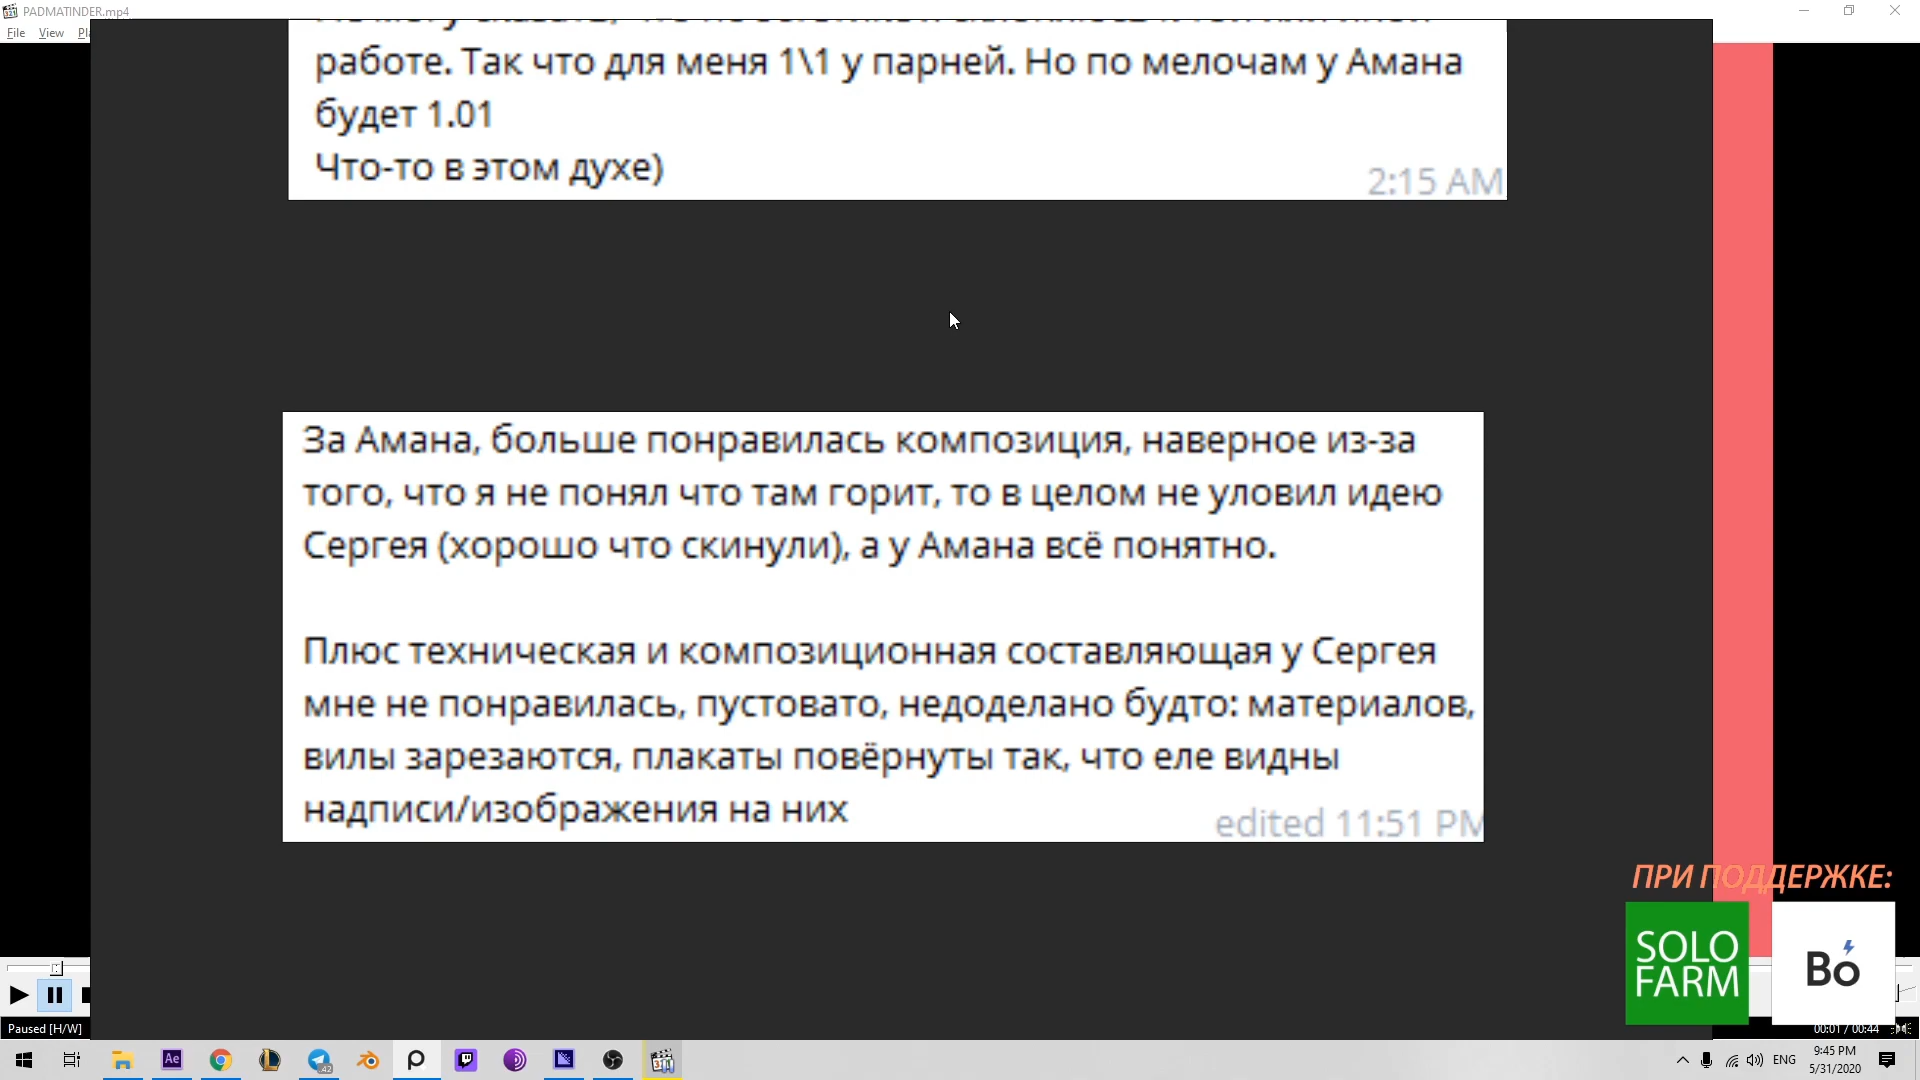 PADMATINDER.mp4
File View
работе. Так что для меня 1\1 у парней. Но по мелочам у Амана
будет 1.01
Что-то в этом духе)
2:15 AM
За Амана, больше понравилась композиция, наверное из-за
того, что я не понял что там горит, то в целом не уловил идею
Сергея (хорошо что скинули), а у Амана всё понятно.
Плюс техническая и композиционная составляющая у Сергея
мне не понравилась, пустовато, недоделано будто: материалов,
вилы зарезаются, плакаты повёрнуты так, что еле видны
надписи/изображения на них
edited 11:51 PM
ПРИ ПОДДЕРЖКЕ:
SOLO
FARM
Bo
Paused [H/W]
00:01 / 00:44
Ae
42
321
ENG
9:45 PM
5/31/2020